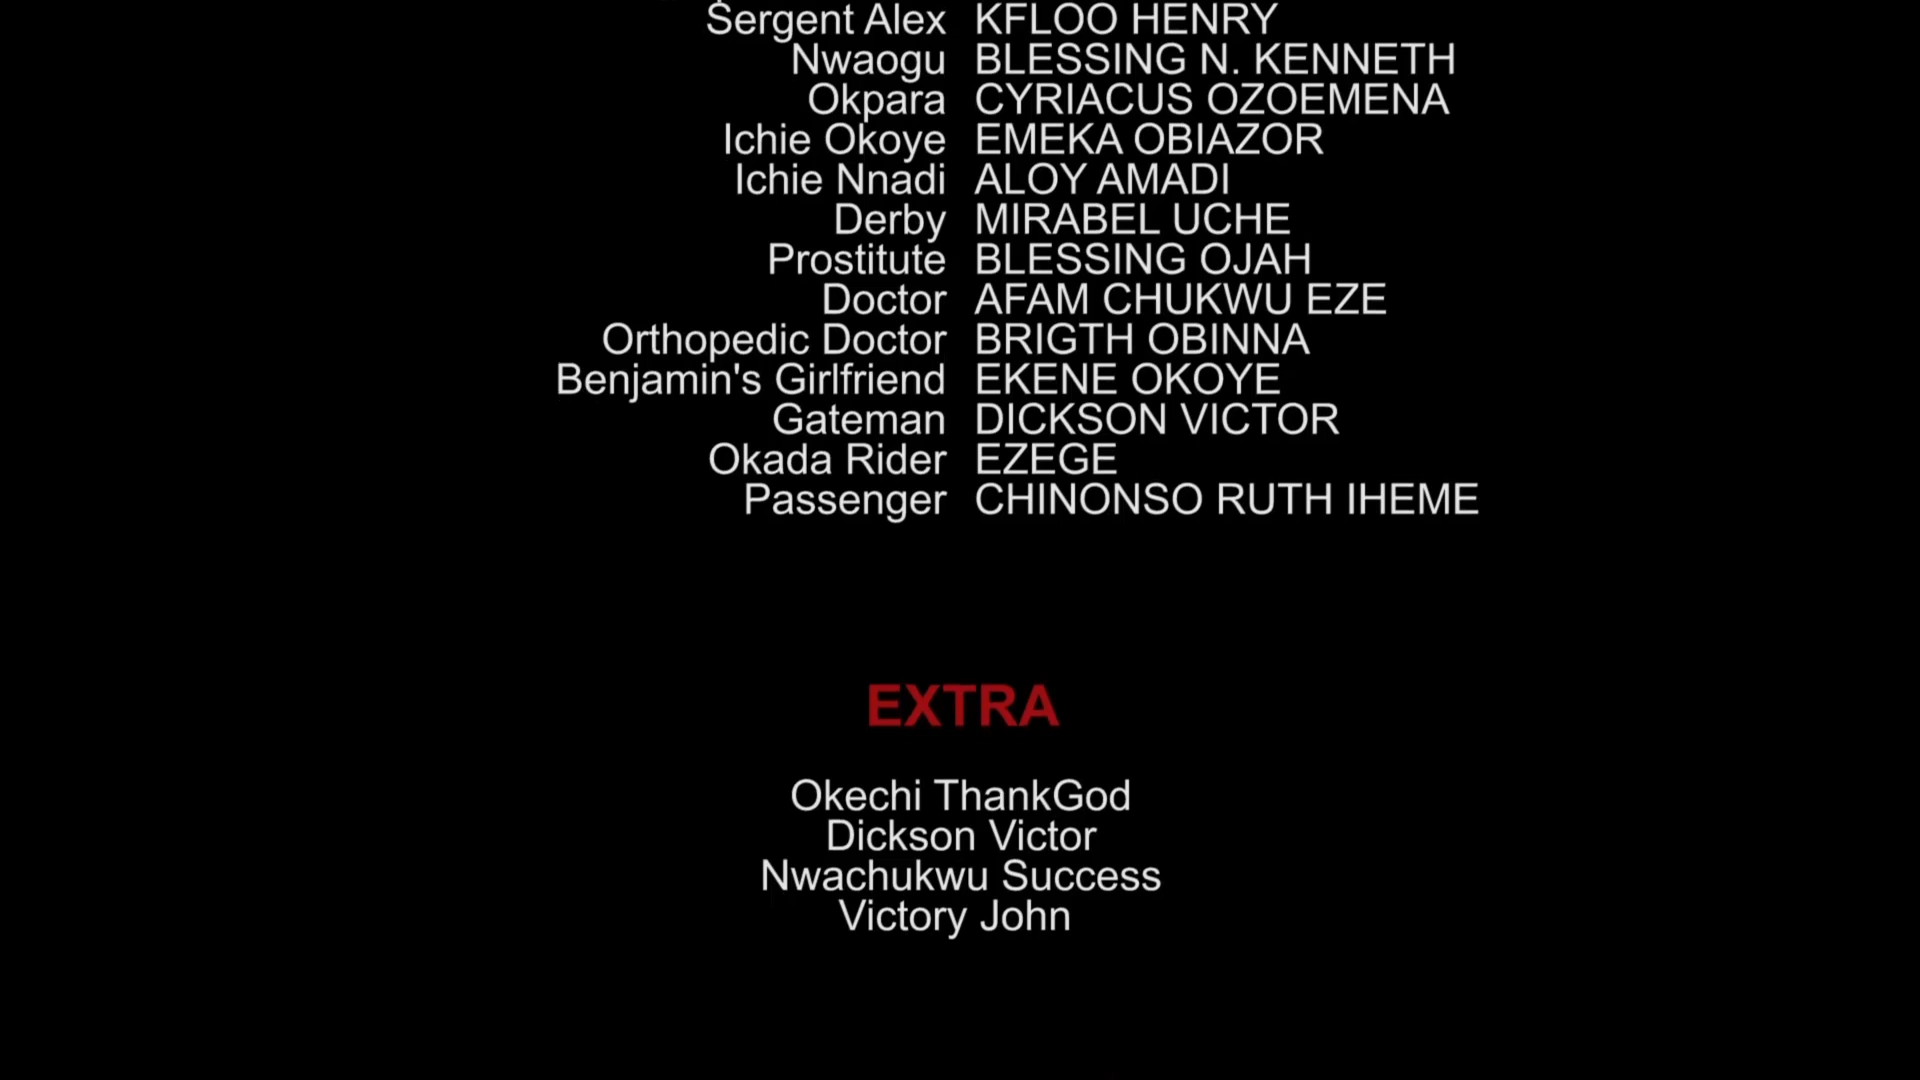 Sergent Alex KFLOO HENRY
Nwaogu BLESSING N. KENNETH
Okpara CYRIACUS OZOEMENA
Ichie Okoye EMEKA OBIAZOR
Ichie Nnadi ALOY AMADI
Derby MIRABEL UCHE
Prostitute BLESSING OJAH
Doctor AFAM CHUKWU EZE
Orthopedic Doctor BRIGTH OBINNA
Benjamin's Girlfriend EKENE OKOYE
Gateman DICKSON VICTOR
Okada Rider EZEGE
Passenger CHINONSO RUTH IHEME
EXTRA
Okechi ThankGod
Dickson Victor
Nwachukwu Success
Victory John